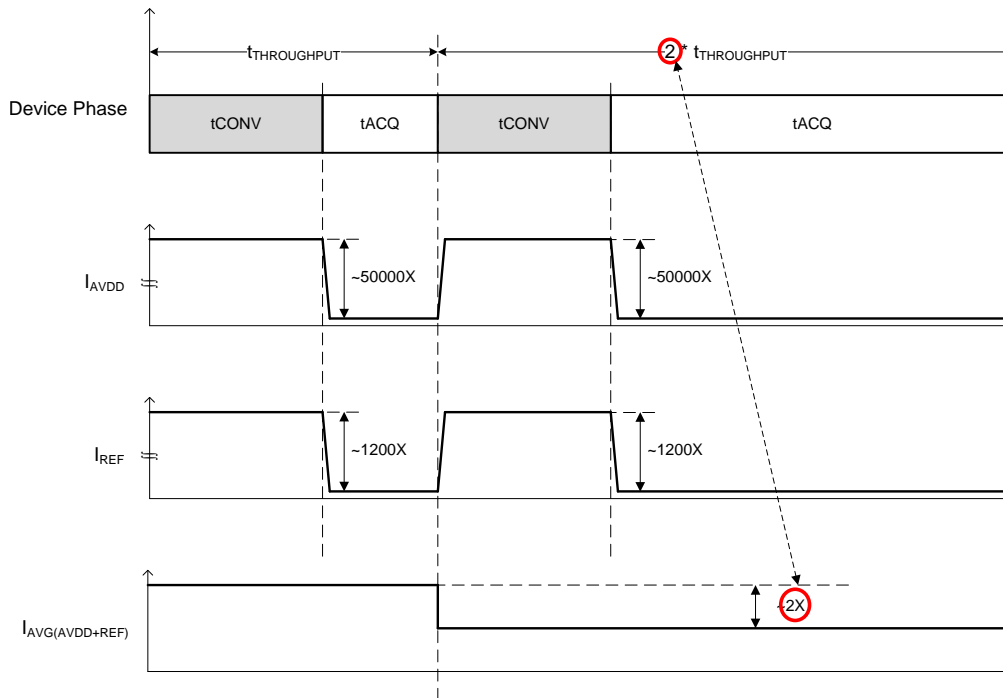 tTHROUGHPUT
2 * tTHROUGHPUT
Device Phase
tCONV
tACQ
tCONV
tACQ
IAVDD
~50000X
~50000X
IREF
~1200X
~1200X
IAVG(AVDD+REF)
~2X